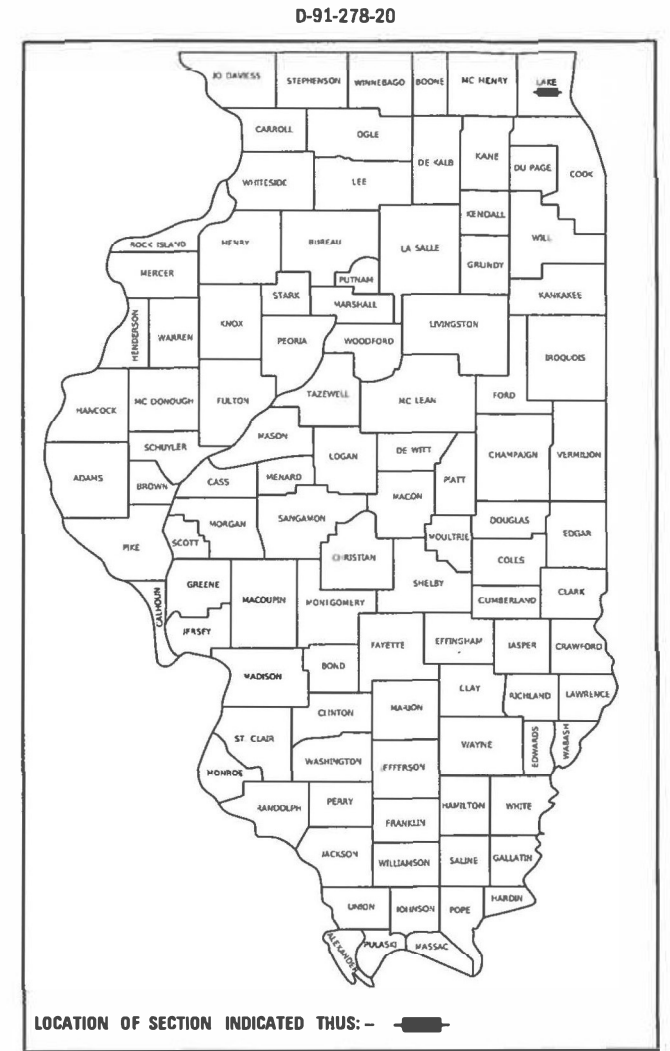 D-91-278-20
JO DAVIESS STEPHENSON WINNEBAGO BOONE MC HENRY LAKE
CARROLL OGLE DE KALB KANE DU PAGE COOK
WHITESIDE LEE
KENDALL WILL
ROCK ISLAND HENRY BUREAU LA SALLE GRUNDY
MERCER PUTNAM
STARK MARSHALL KANKAKEE
HENDERSON WARREN KNOX PEORIA WOODFORD LIVINGSTON IROQUOIS
HANCOCK MC DONOUGH FULTON TAZEWELL MC LEAN FORD
MASON
SCHUYLER LOGAN DE WITT CHAMPAIGN VERMILION
ADAMS BROWN CASS MENARD MACON PIATT
MORGAN SANGAMON DOUGLAS EDGAR
PIKE SCOTT CHRISTIAN MOULTRIE COLES
GREENE MACOUPIN SHELBY CLARK
CALHOUN MONTGOMERY CUMBERLAND
JERSEY FAYETTE EFFINGHAM JASPER CRAWFORD
MADISON BOND
CLAY RICHLAND LAWRENCE
CLINTON MARION
ST. CLAIR WAYNE EDWARDS WABASH
MONROE WASHINGTON JEFFERSON
RANDOLPH PERRY HAMILTON WHITE
FRANKLIN
JACKSON WILLIAMSON SALINE GALLATIN
UNION JOHNSON POPE HARDIN
ALEXANDER PULASKI MASSAC
LOCATION OF SECTION INDICATED THUS: –